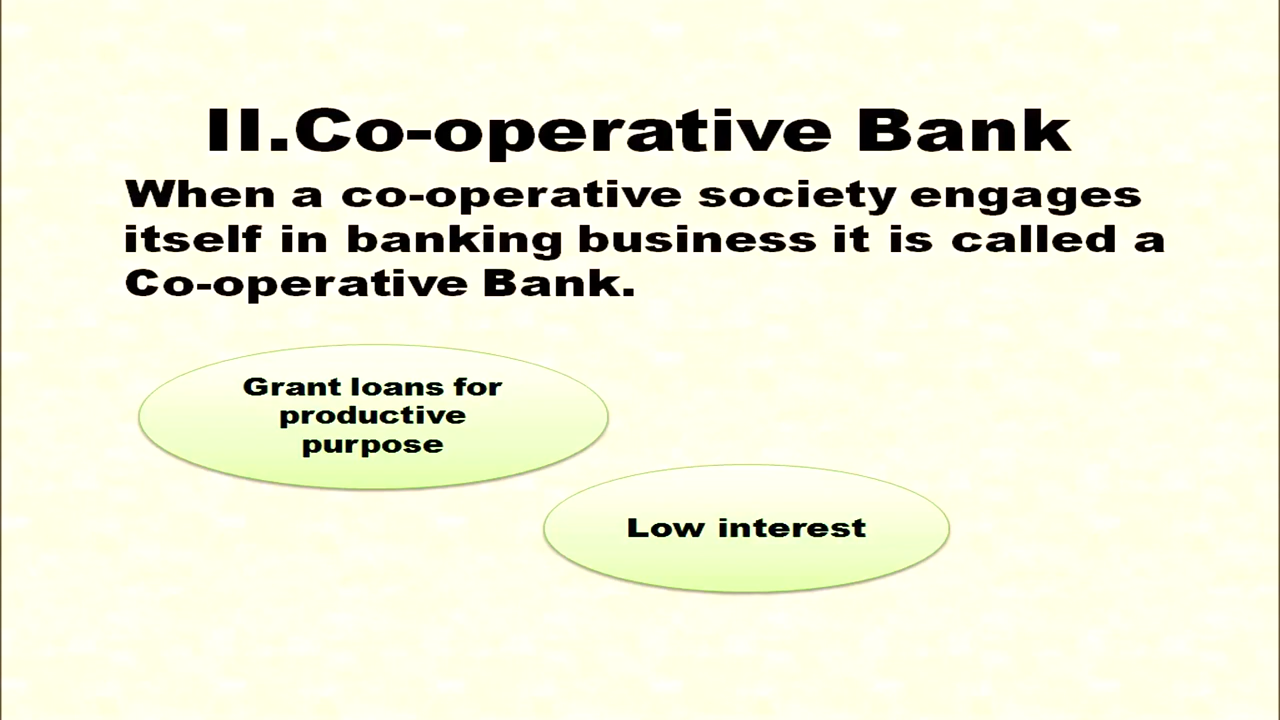 II.Co-operative Bank
When a co-operative society engages
itself in banking business it is called a
Co-operative Bank.
Grant loans for
productive
purpose
Low interest